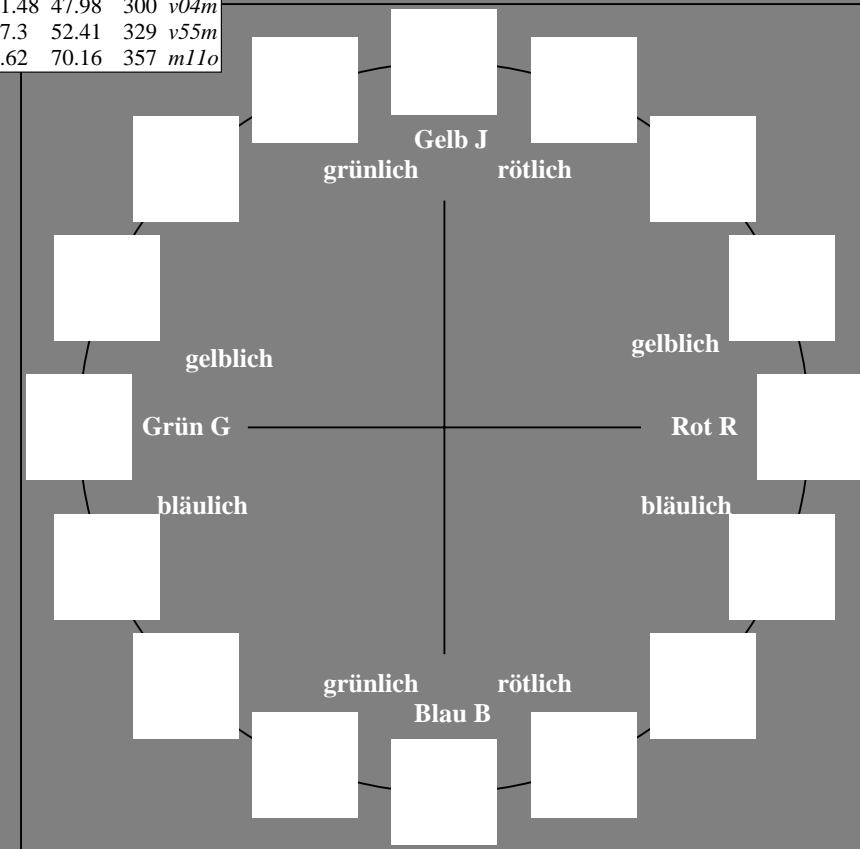 1.48 47.98 300 v04m
7.3 52.41 329 v55m
.62 70.16 357 m11o
Gelb J
grünlich rötlich
gelblich gelblich
Grün G Rot R
bläulich bläulich
grünlich rötlich
Blau B